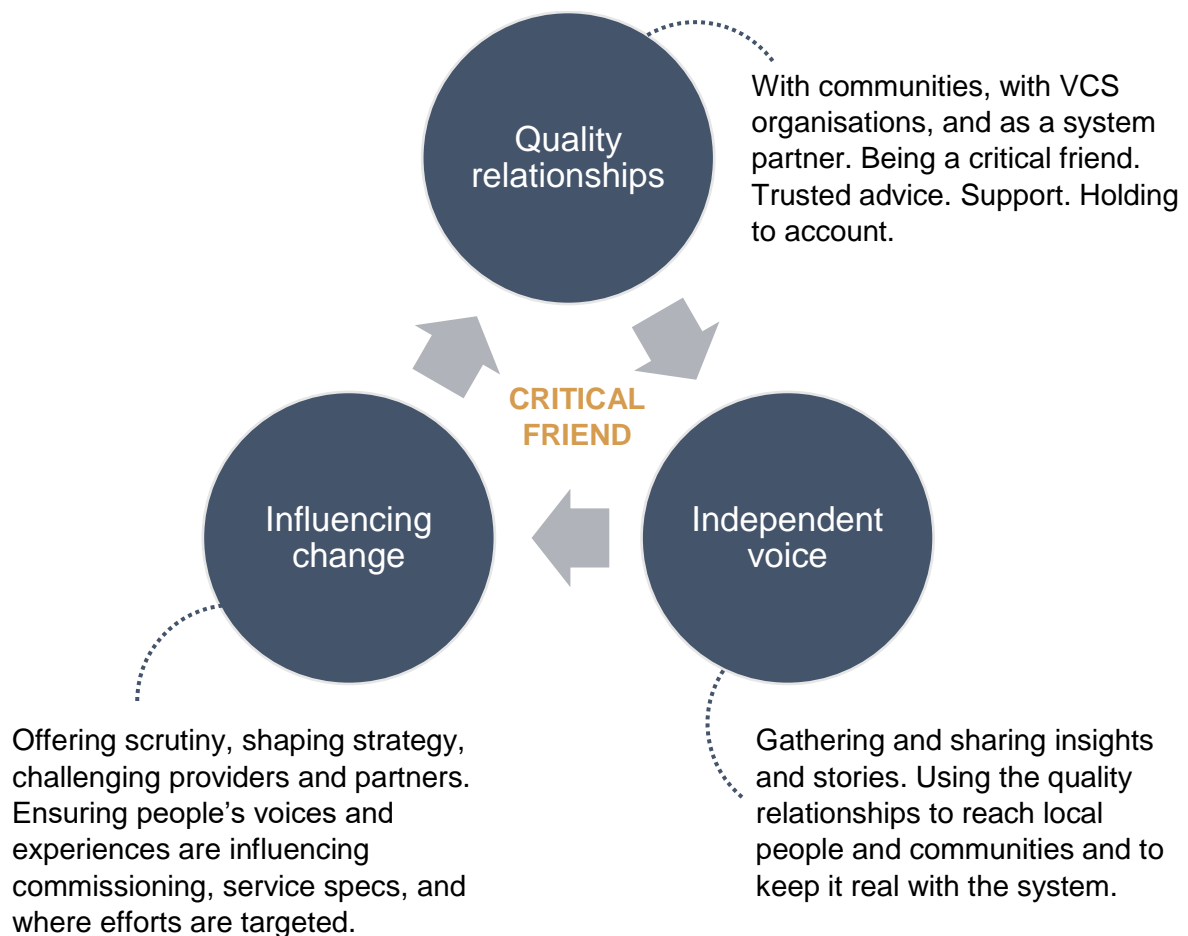 Quality
relationships
With communities, with VCS
organisations, and as a system
partner. Being a critical friend.
Trusted advice. Support. Holding
to account.
CRITICAL
FRIEND
Influencing
change
Independent
voice
Offering scrutiny, shaping strategy,
challenging providers and partners.
Ensuring people’s voices and
experiences are influencing
commissioning, service specs, and
where efforts are targeted.
Gathering and sharing insights
and stories. Using the quality
relationships to reach local
people and communities and to
keep it real with the system.